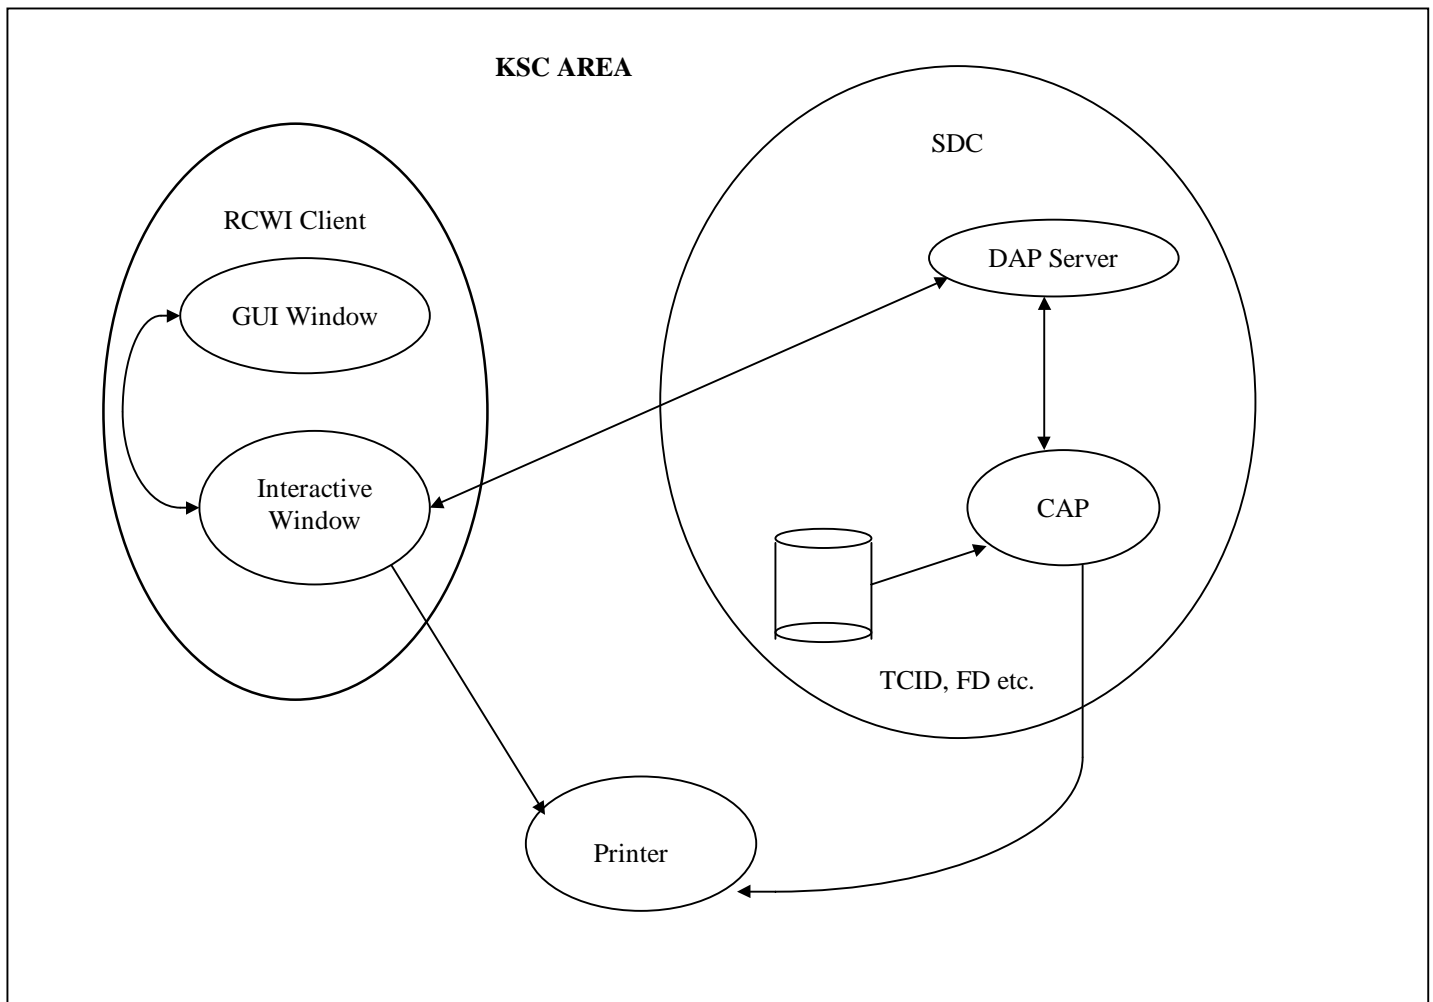 KSC AREA
SDC
RCWI Client
DAP Server
GUI Window
Interactive
Window
CAP
TCID, FD etc.
Printer